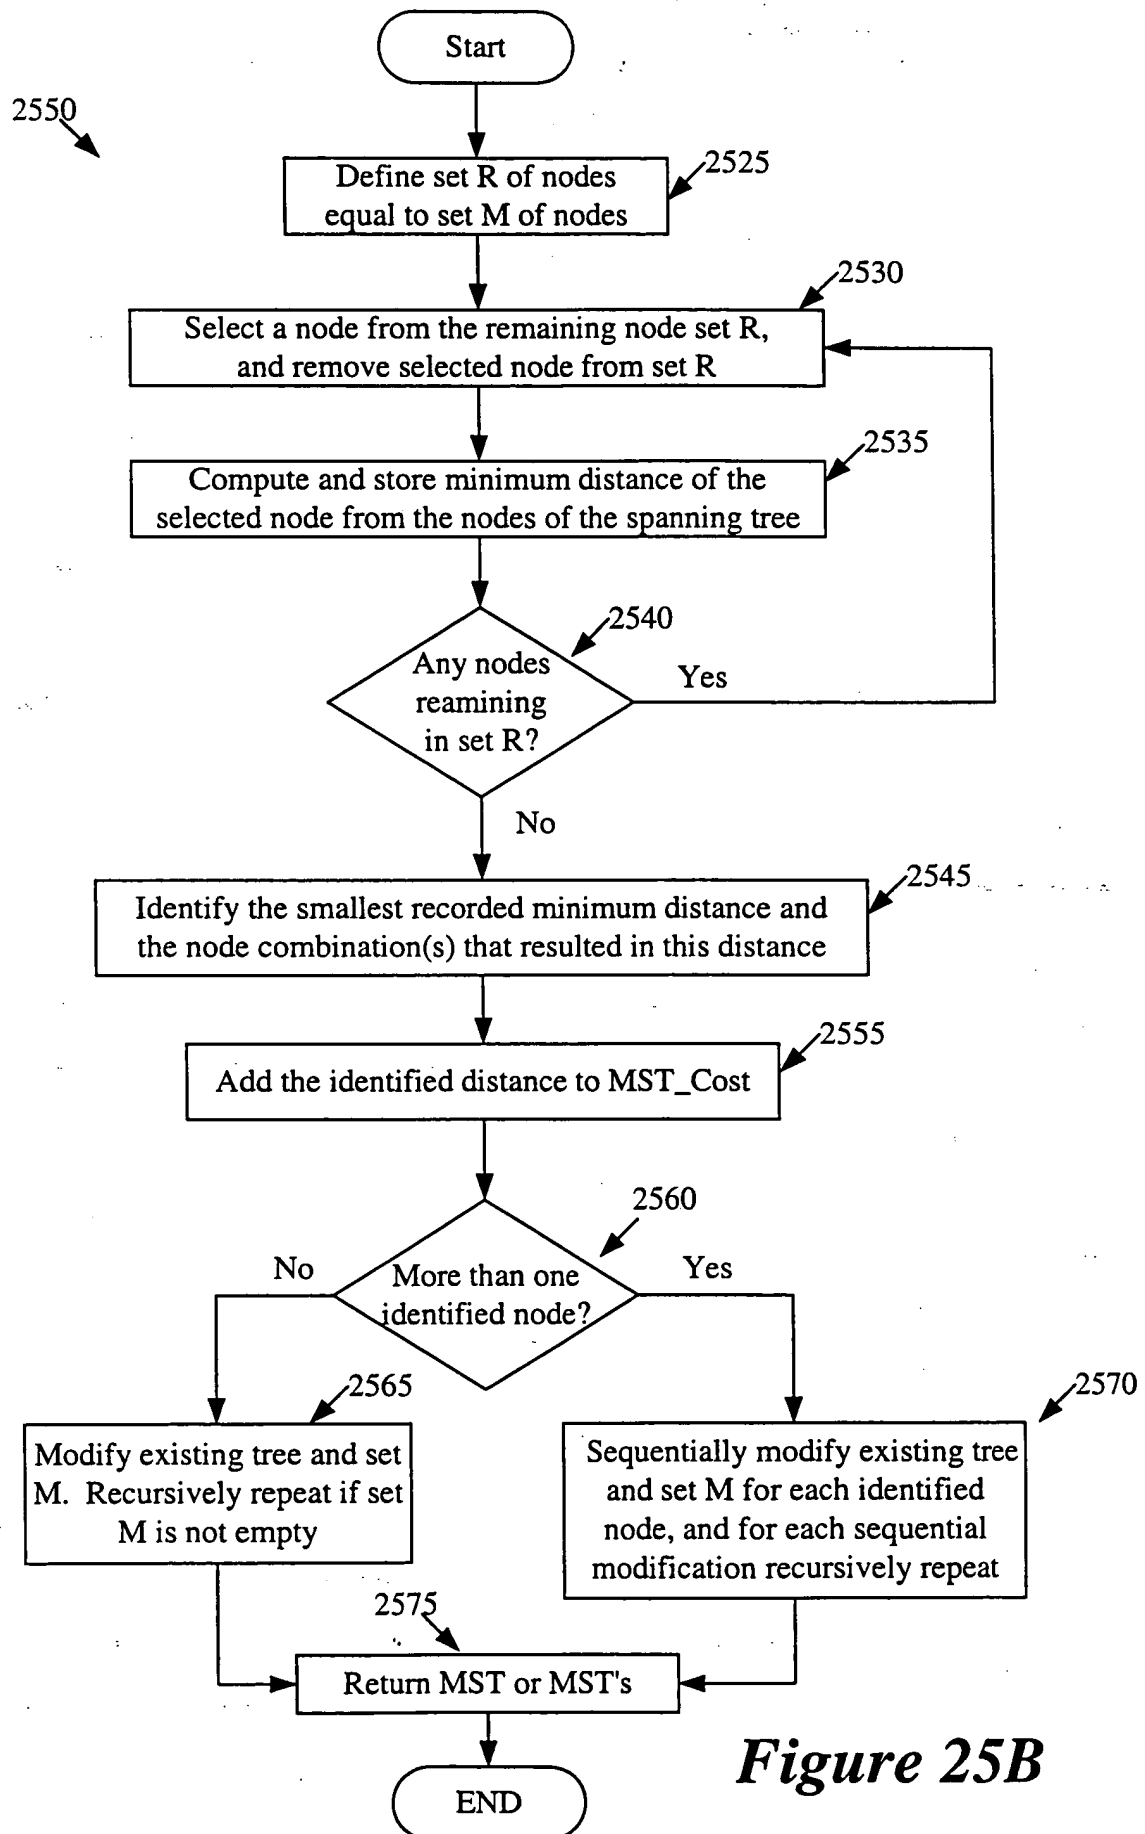 Start
2550
2525
Define set R of nodes
equal to set M of nodes
2530
Select a node from the remaining node set R,
and remove selected node from set R
2535
Compute and store minimum distance of the
selected node from the nodes of the spanning tree
2540
Any nodes
reamining
in set R?
Yes
No
2545
Identify the smallest recorded minimum distance and
the node combination(s) that resulted in this distance
2555
Add the identified distance to MST_Cost
2560
No
More than one
identified node?
Yes
2565
Modify existing tree and set
M. Recursively repeat if set
M is not empty
2570
Sequentially modify existing tree
and set M for each identified
node, and for each sequential
modification recursively repeat
2575
Return MST or MST's
END
Figure 25B